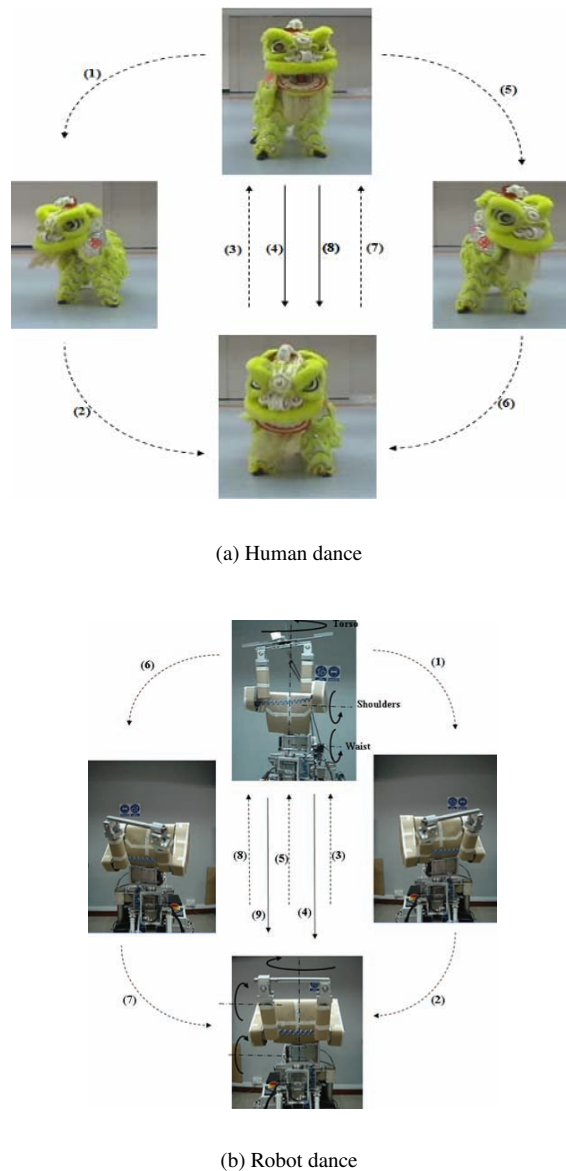 (1)
(5)
(3) (4) (8) (7)
(2)
(6)
(a) Human dance
Torso
(6)
(1)
Shoulders
Waist
(8) (5) (3)
(9) (4)
(7)
(2)
(b) Robot dance